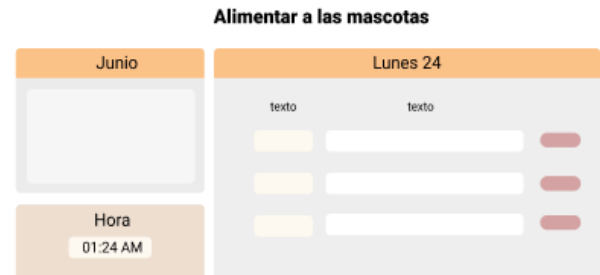 Alimentar a las mascotas
Junio
Lunes 24
texto texto
Hora
01:24 AM